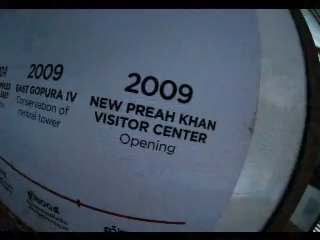 2009
EAST GOPURA IV
Conservation of
central tower
2009
NEW PREAH KHAN
VISITOR CENTER
Opening